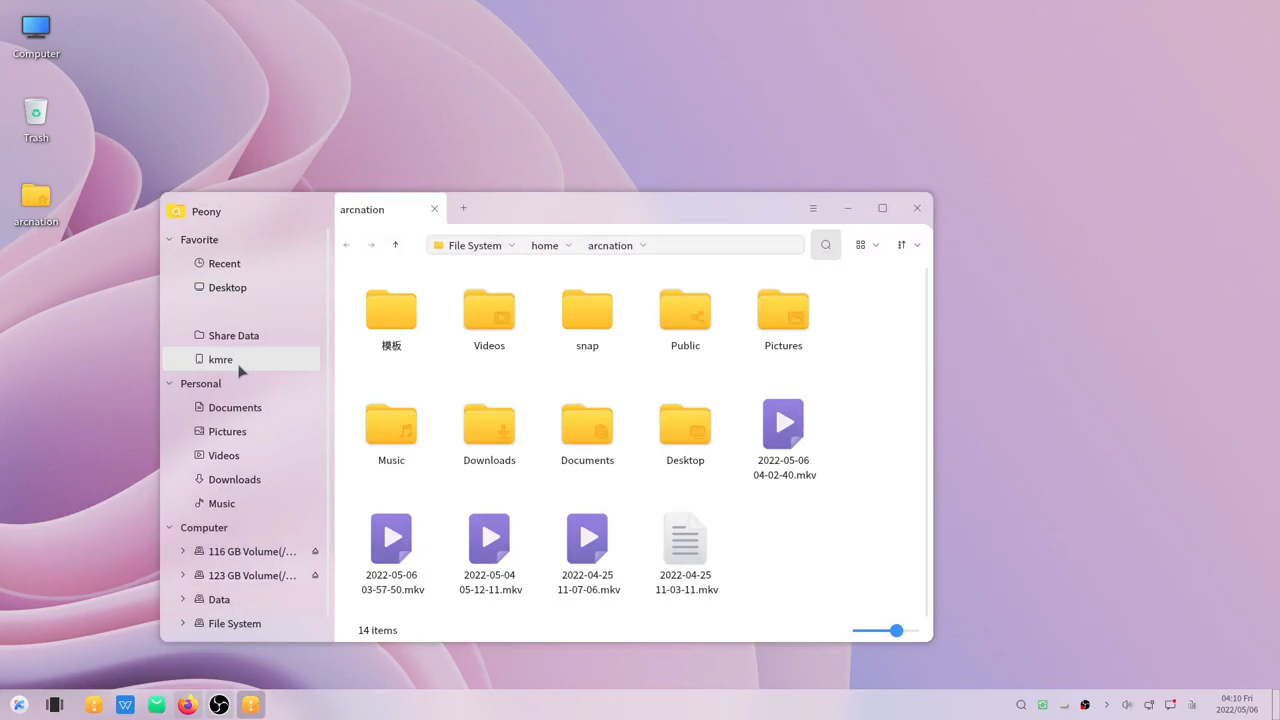 Computer
Trash
arcnation
Peony
Favorite
Recent
Desktop
Share Data
kmre
Personal
Documents
Pictures
Videos
Downloads
Music
Computer
116 GB Volume(/...
123 GB Volume(/...
Data
File System
arcnation
File System
home
arcnation
模板
Videos
snap
Public
Pictures
Music
Downloads
Documents
Desktop
2022-05-06
04-02-40.mkv
2022-05-06
03-57-50.mkv
2022-05-04
05-12-11.mkv
2022-04-25
11-07-06.mkv
2022-04-25
11-03-11.mkv
14 items
04:10 Fri
2022/05/06